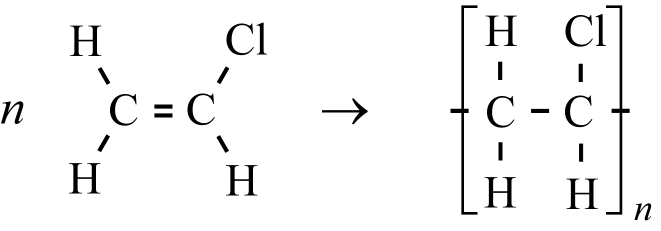 H Cl H Cl
n C = C → [ - C - C - ]
H H H H n